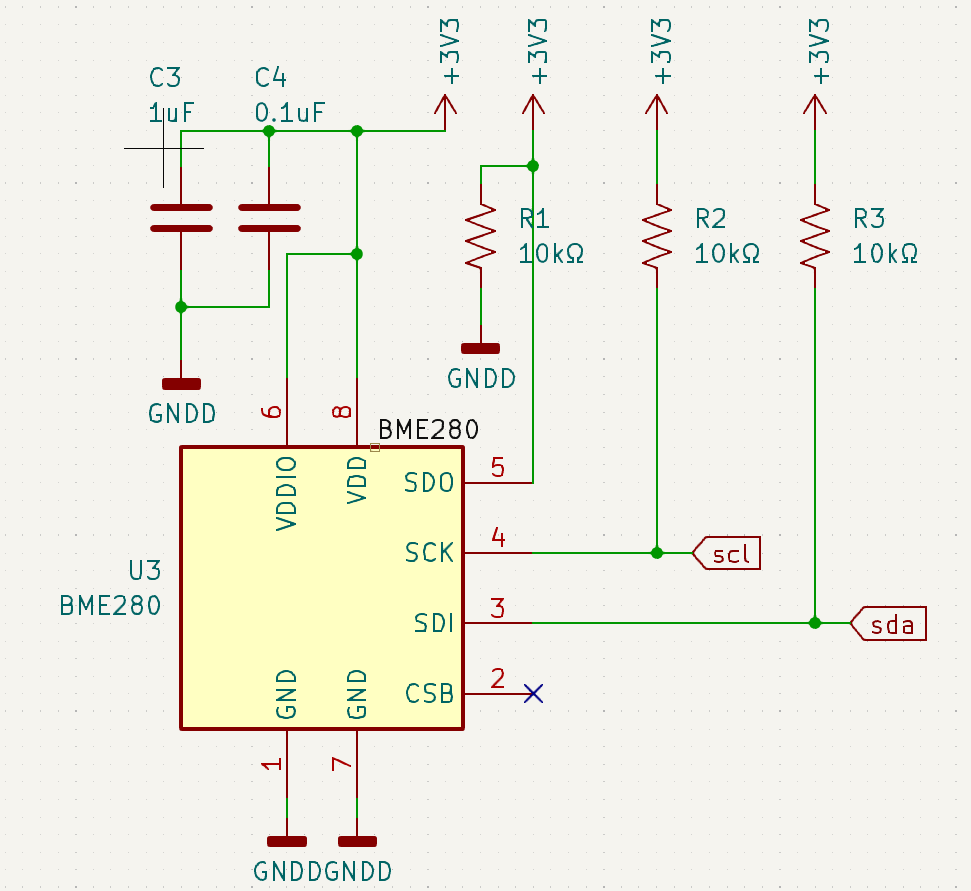 +3V3
+3V3
+3V3
+3V3
C3
1uF
C4
0.1uF
R1
10kΩ
R2
10kΩ
R3
10kΩ
GNDD
GNDD
6
8
BME280
VDDIO
VDD
SDO
5
SCK
4
scl
U3
BME280
SDI
3
sda
GND
GND
CSB
2
1
7
GNDD
GNDD